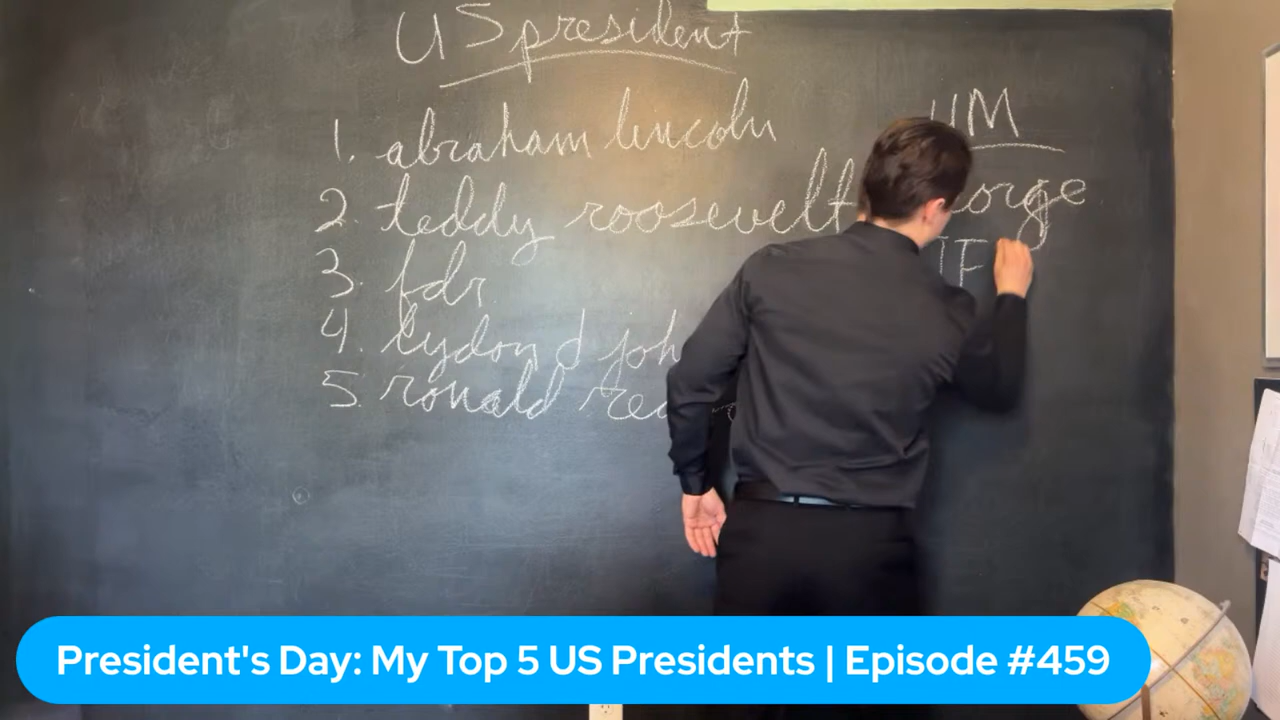 US president
1. abraham lincoln
2. teddy roosevelt
3. fdr
4. lydon d joh
5. ronald rea
HM
orge
JF
President's Day: My Top 5 US Presidents | Episode #459